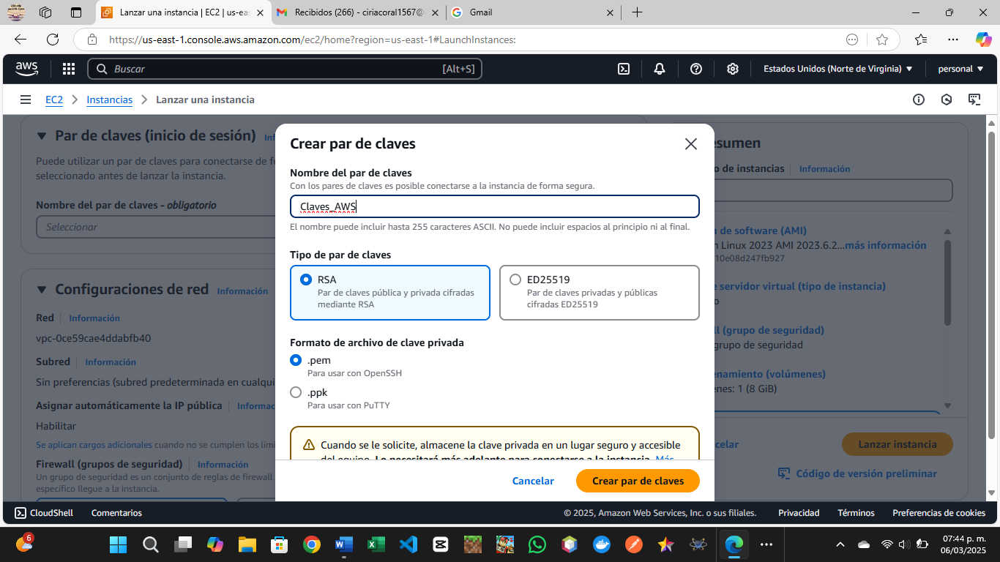 Lanzar una instancia | EC2 | us-eas
Recibidos (266) - ciriacoral1567@
Gmail
https://us-east-1.console.aws.amazon.com/ec2/home?region=us-east-1#LaunchInstances:
aws
Buscar
[Alt+S]
Estados Unidos (Norte de Virginia)
personal
EC2
Instancias
Lanzar una instancia
Par de claves (inicio de sesión)
Puede utilizar un par de claves para conectarse de f
seleccionado antes de lanzar la instancia.
Nombre del par de claves - obligatorio
Seleccionar
Configuraciones de red
Información
Red
Información
vpc-0ce59cae4ddabfb40
Subred
Información
Sin preferencias (subred predeterminada en cualqui
Asignar automáticamente la IP pública
Informac
Habilitar
Se aplican cargos adicionales cuando no se cumplen los lími
Firewall (grupos de seguridad)
Información
Un grupo de seguridad es un conjunto de reglas de firewall
específico llegue a la instancia.
Crear par de claves
Nombre del par de claves
Con los pares de claves es posible conectarse a la instancia de forma segura.
Claves_AWS
El nombre puede incluir hasta 255 caracteres ASCII. No puede incluir espacios al principio ni al final.
Tipo de par de claves
RSA
Par de claves pública y privada cifradas
mediante RSA
ED25519
Par de claves privadas y públicas
cifradas ED25519
Formato de archivo de clave privada
.pem
Para usar con OpenSSH
.ppk
Para usar con PuTTY
Cuando se le solicite, almacene la clave privada en un lugar seguro y accesible
del equipo. Lo necesitará más adelante para conectarse a la instancia. Más
Cancelar
Crear par de claves
sumen
o de instancias
Información
n de software (AMI)
n Linux 2023 AMI 2023.6.2...más información
10e08d247fb927
e servidor virtual (tipo de instancia)
o
ll (grupo de seguridad)
grupo de seguridad
enamiento (volúmenes)
enes: 1 (8 GiB)
celar
Lanzar instancia
Código de versión preliminar
CloudShell
Comentarios
© 2025, Amazon Web Services, Inc. o sus filiales.
Privacidad
Términos
Preferencias de cookies
6
07:44 p. m.
06/03/2025